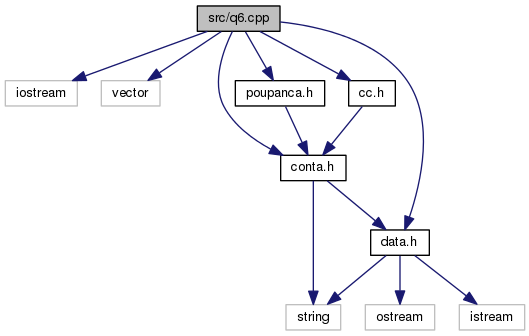 src/q6.cpp
iostream
vector
poupanca.h
cc.h
conta.h
data.h
string
ostream
istream